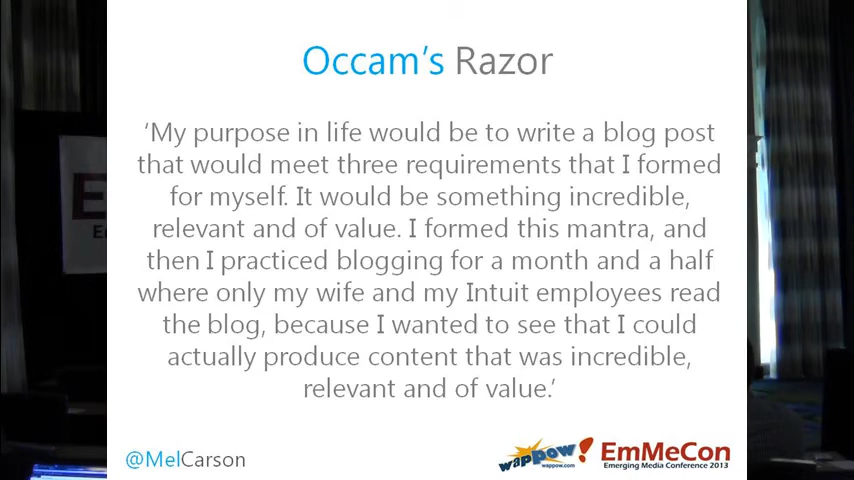 Occam's Razor
'My purpose in life would be to write a blog post
that would meet three requirements that I formed
for myself. It would be something incredible,
relevant and of value. I formed this mantra, and
then I practiced blogging for a month and a half
where only my wife and my Intuit employees read
the blog, because I wanted to see that I could
actually produce content that was incredible,
relevant and of value.'
@MelCarson
wappow!
wappow.com
EmMeCon
Emerging Media Conference 2013